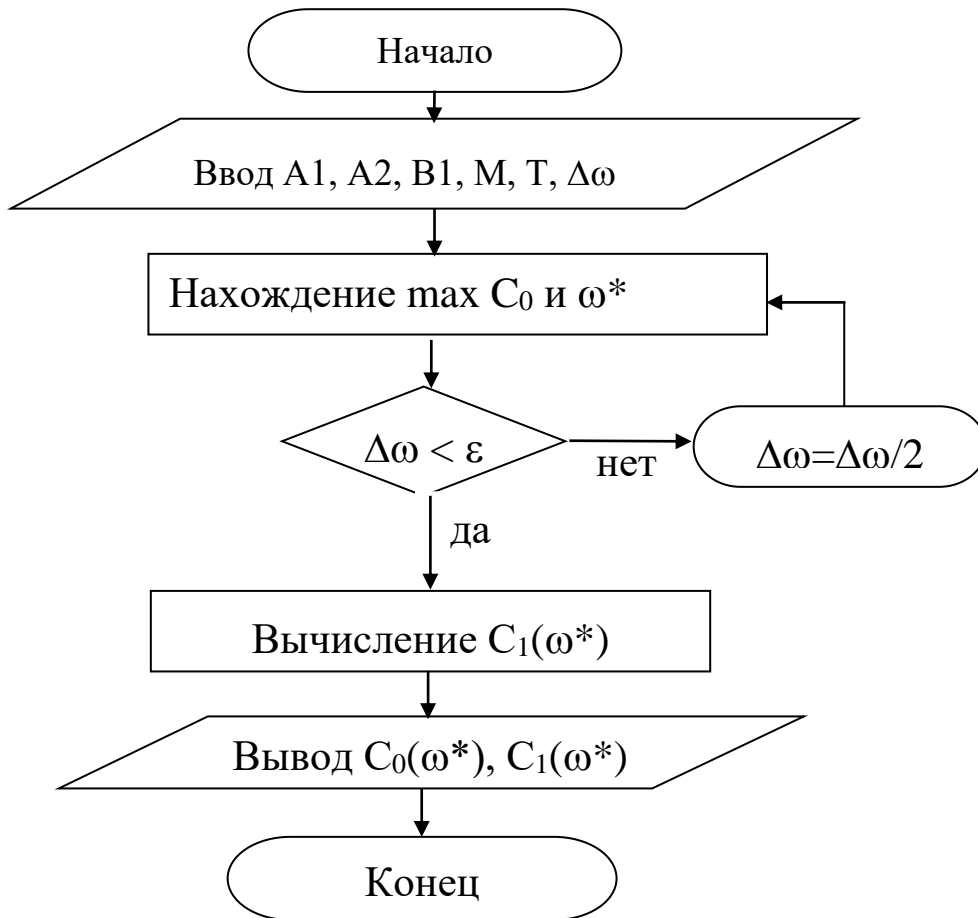 Начало
Ввод A1, A2, B1, M, T, Δω
Нахождение max C₀ и ω*
Δω < ε
нет
Δω=Δω/2
да
Вычисление C₁(ω*)
Вывод C₀(ω*), C₁(ω*)
Конец